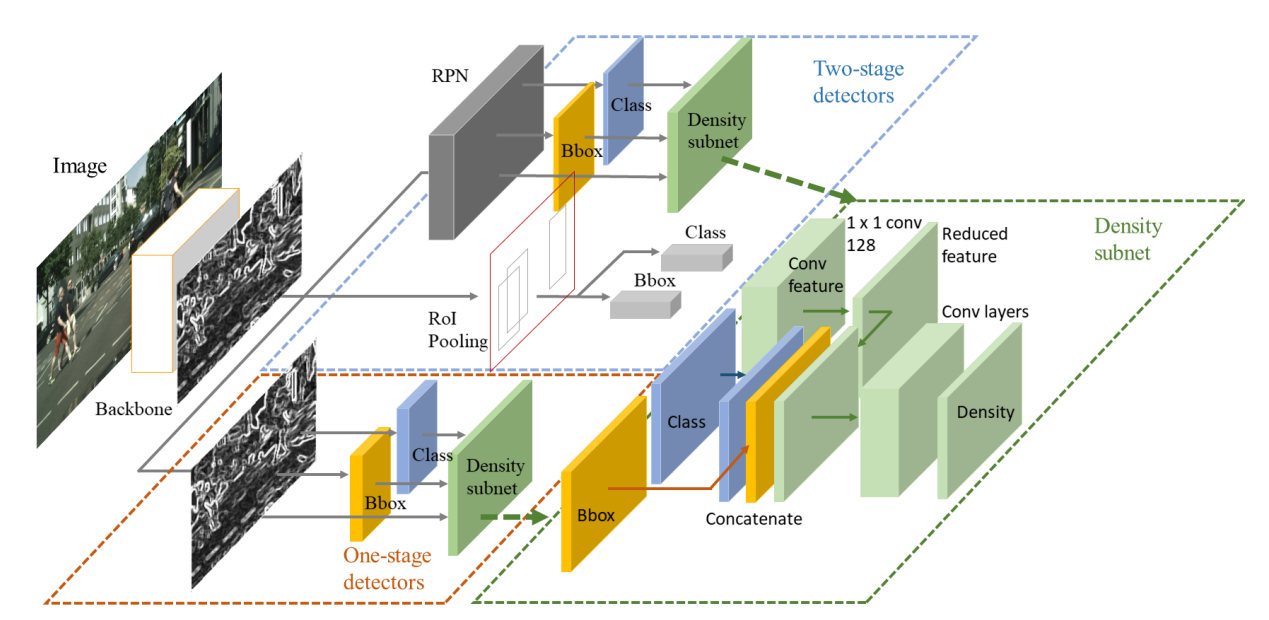 Image
Backbone
RPN
Class
Bbox
Density
subnet
Two-stage
detectors
RoI
Pooling
Class
Bbox
Class
Bbox
Density
subnet
One-stage
detectors
Density
subnet
1 x 1 conv
128
Reduced
feature
Conv
feature
Conv layers
Class
Bbox
Concatenate
Density